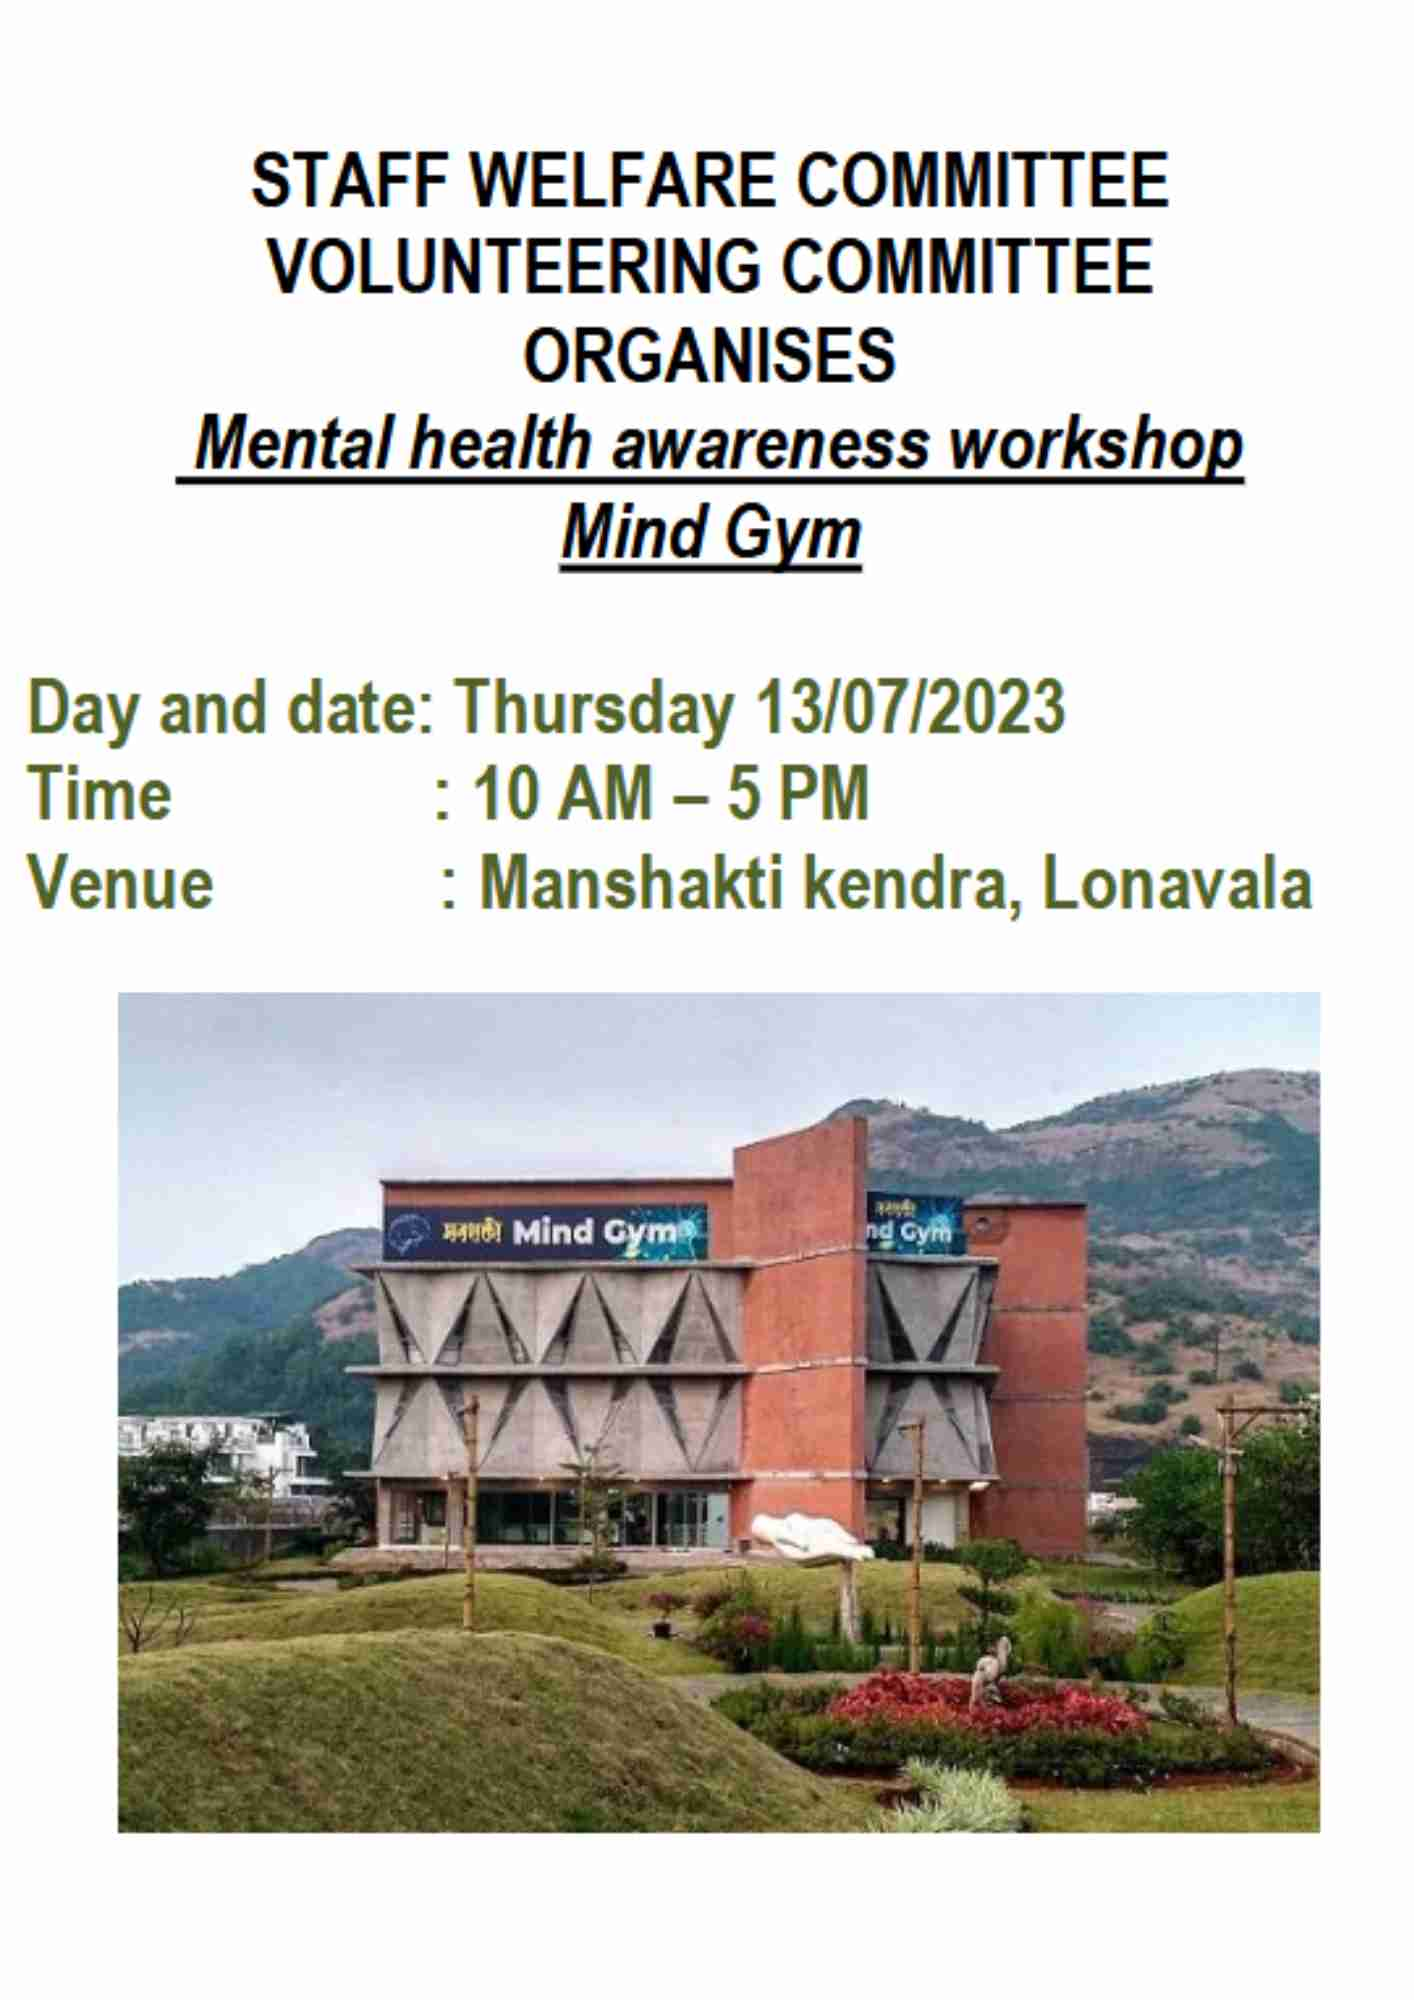 STAFF WELFARE COMMITTEE
VOLUNTEERING COMMITTEE
ORGANISES
Mental health awareness workshop
Mind Gym
Day and date: Thursday 13/07/2023
Time : 10 AM – 5 PM
Venue : Manshakti kendra, Lonavala
मनशक्ती Mind Gym
मनशक्ती
nd Gym